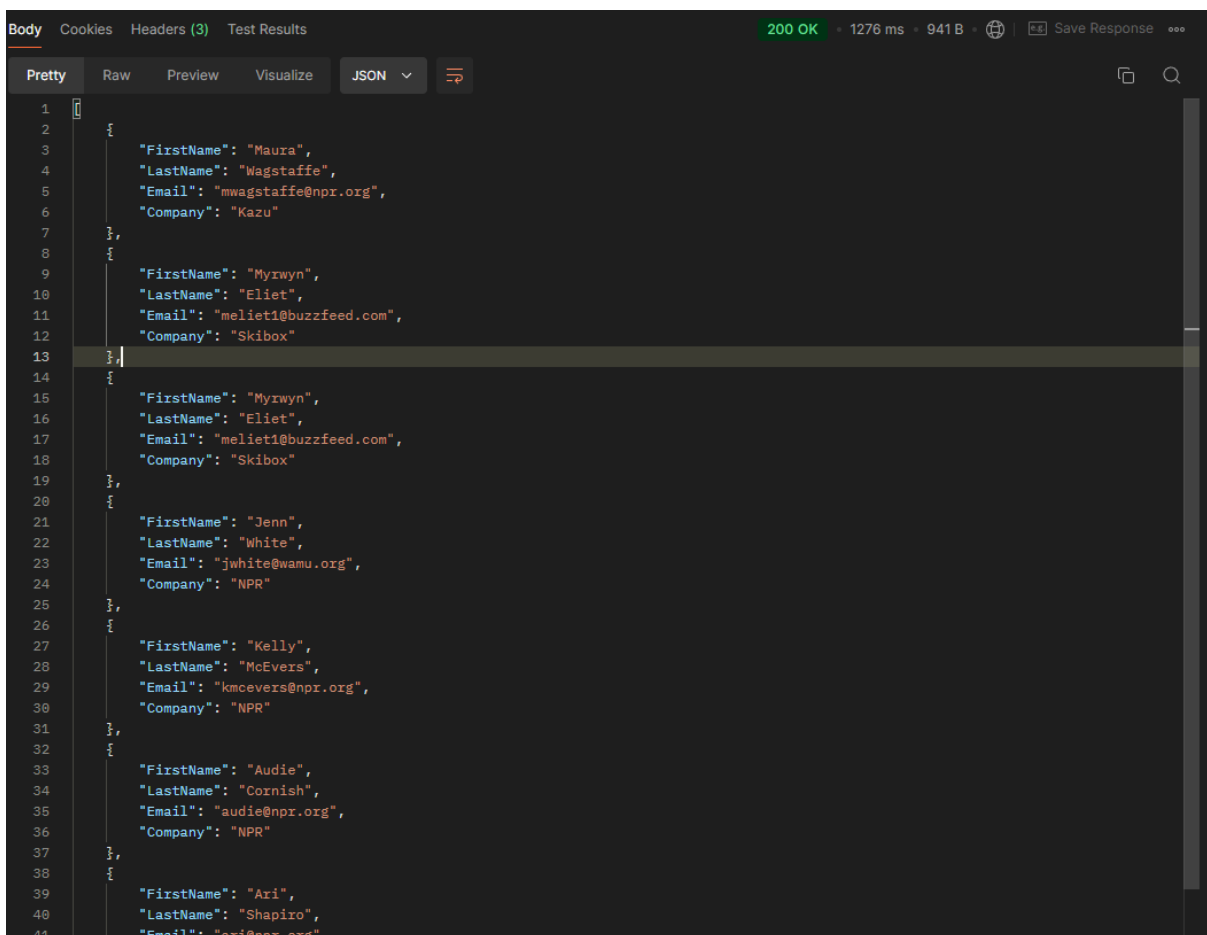 Body Cookies Headers (3) Test Results 200 OK 1276 ms 941 B e.g. Save Response
Pretty Raw Preview Visualize JSON
1 [
2 {
3 "FirstName": "Maura",
4 "LastName": "Wagstaffe",
5 "Email": "mwagstaffe@npr.org",
6 "Company": "Kazu"
7 },
8 {
9 "FirstName": "Myrwyn",
10 "LastName": "Eliet",
11 "Email": "meliet1@buzzfeed.com",
12 "Company": "Skibox"
13 },
14 {
15 "FirstName": "Myrwyn",
16 "LastName": "Eliet",
17 "Email": "meliet1@buzzfeed.com",
18 "Company": "Skibox"
19 },
20 {
21 "FirstName": "Jenn",
22 "LastName": "White",
23 "Email": "jwhite@wamu.org",
24 "Company": "NPR"
25 },
26 {
27 "FirstName": "Kelly",
28 "LastName": "McEvers",
29 "Email": "kmcevers@npr.org",
30 "Company": "NPR"
31 },
32 {
33 "FirstName": "Audie",
34 "LastName": "Cornish",
35 "Email": "audie@npr.org",
36 "Company": "NPR"
37 },
38 {
39 "FirstName": "Ari",
40 "LastName": "Shapiro",
41 "Email": "ari@npr.org"